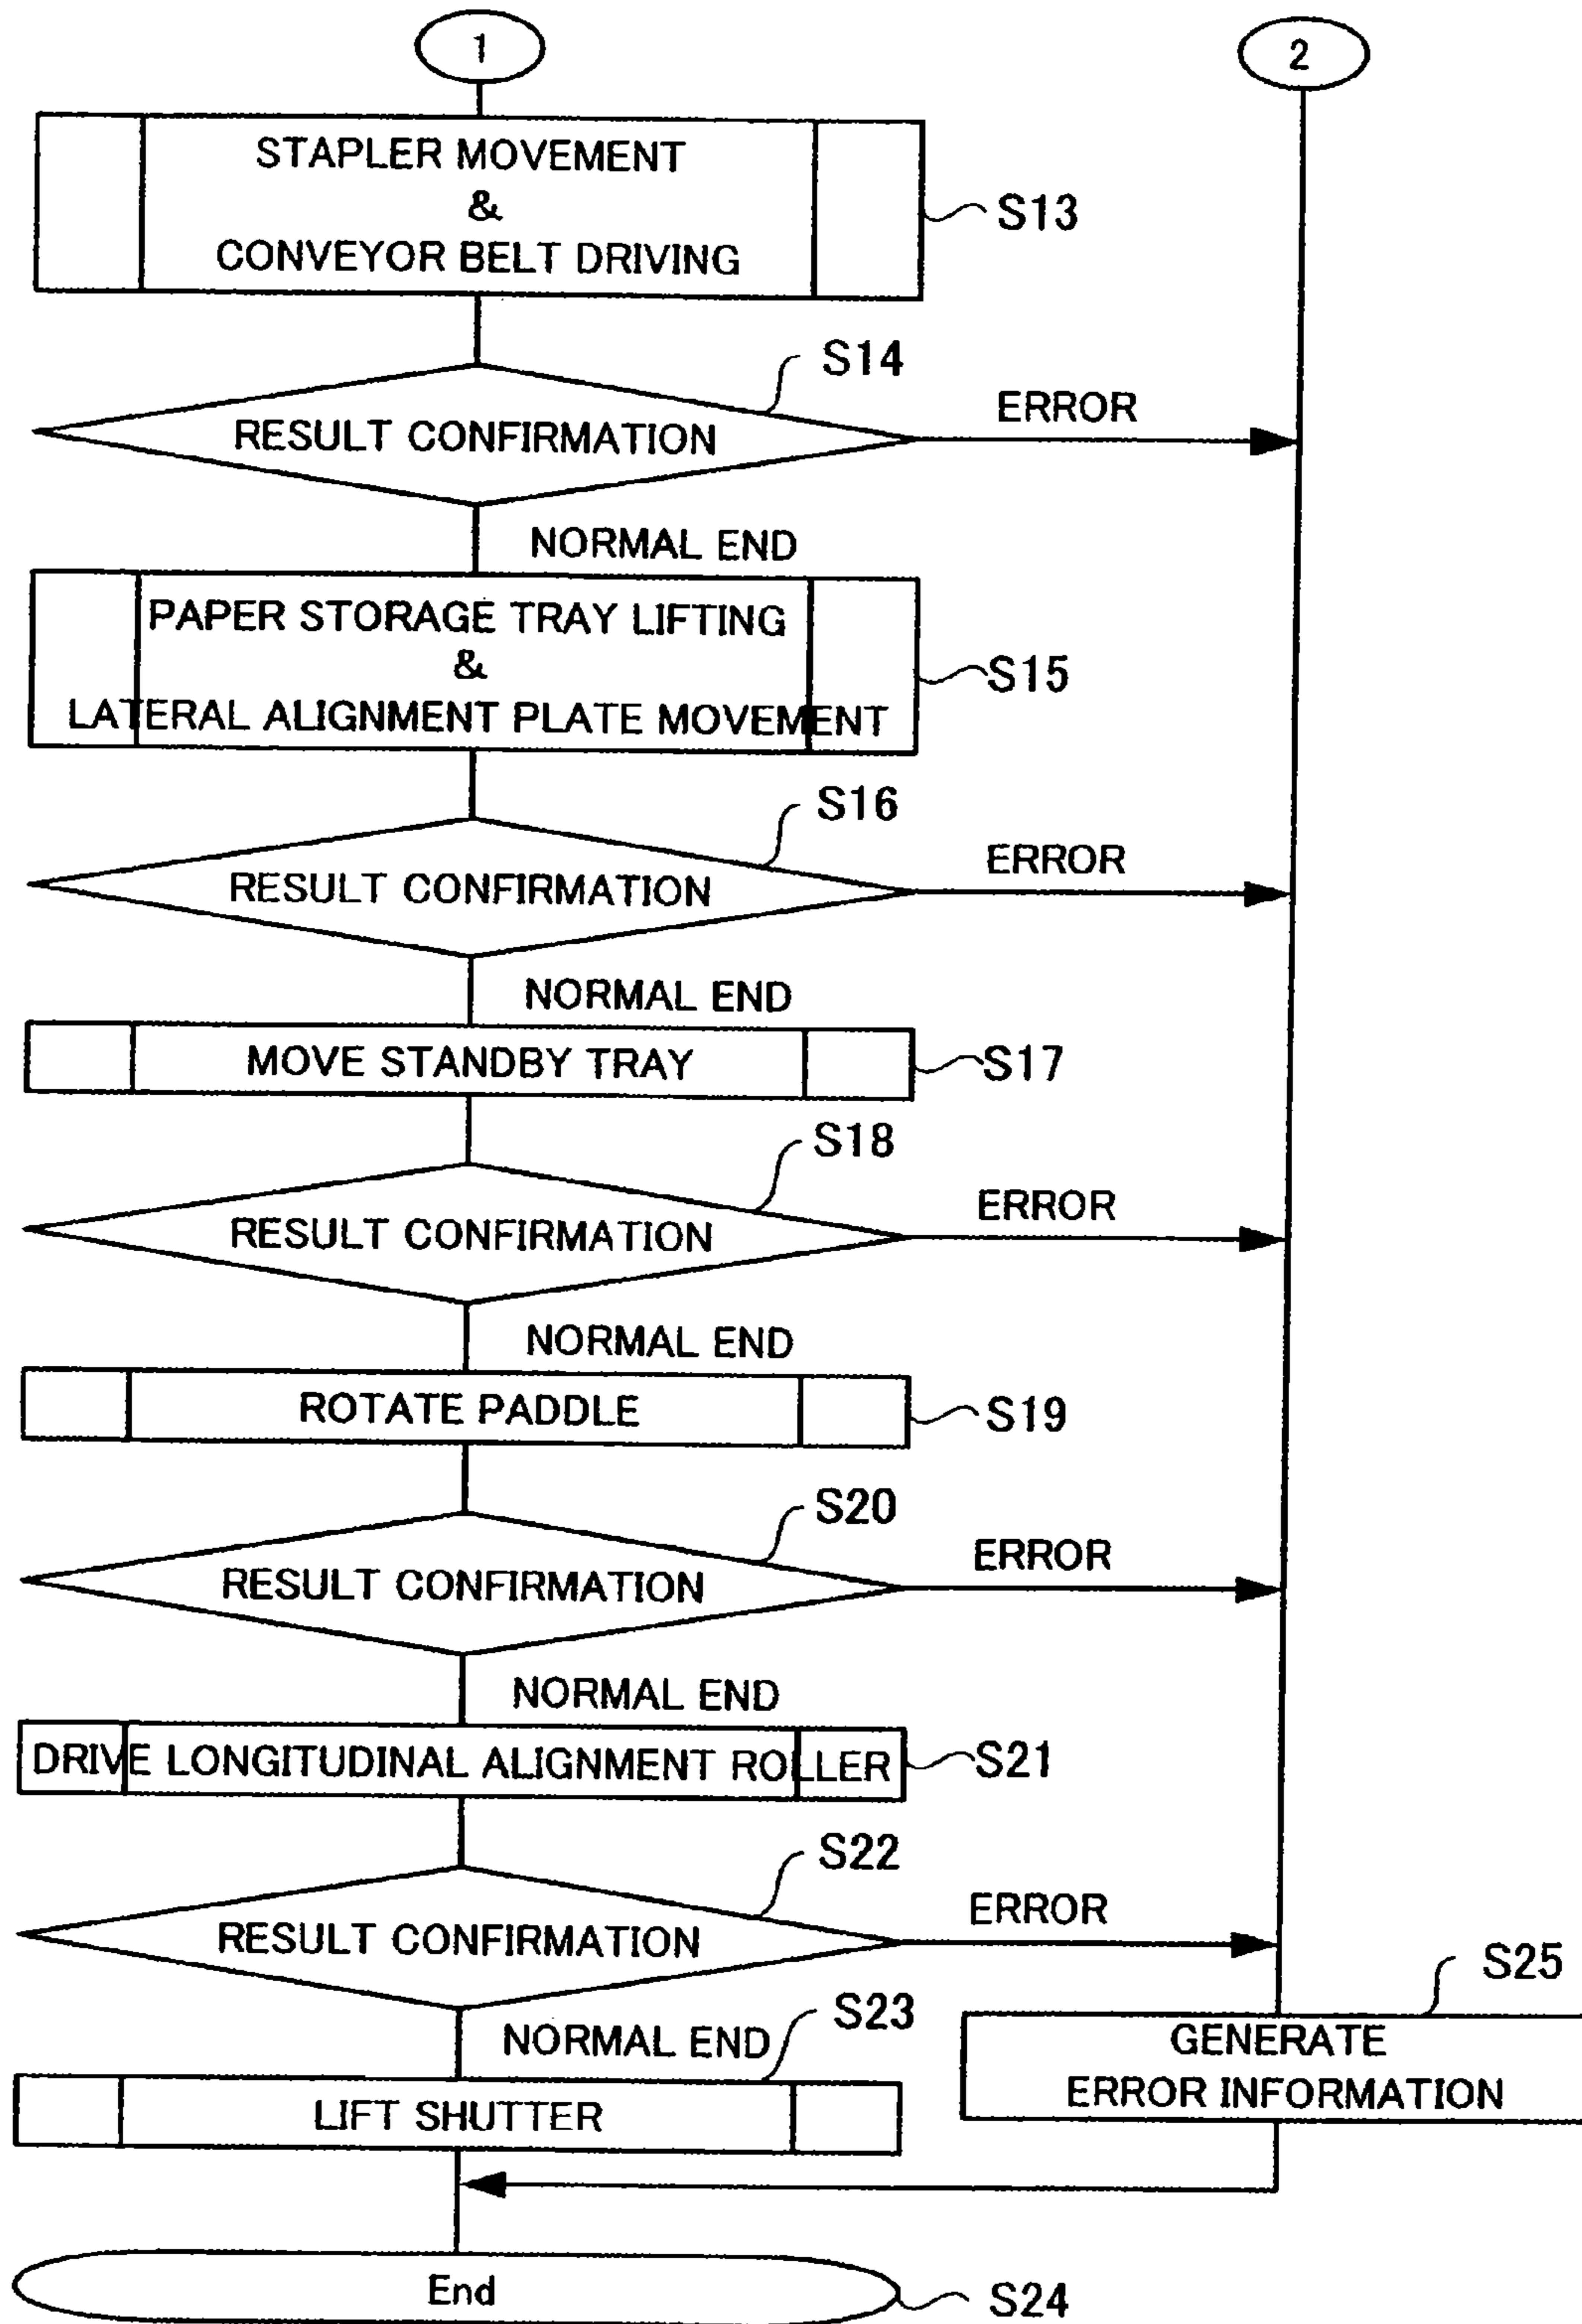 1
2
STAPLER MOVEMENT
&
CONVEYOR BELT DRIVING
S13
S14
RESULT CONFIRMATION
ERROR
NORMAL END
PAPER STORAGE TRAY LIFTING
&
LATERAL ALIGNMENT PLATE MOVEMENT
S15
S16
RESULT CONFIRMATION
ERROR
NORMAL END
MOVE STANDBY TRAY
S17
S18
RESULT CONFIRMATION
ERROR
NORMAL END
ROTATE PADDLE
S19
S20
RESULT CONFIRMATION
ERROR
NORMAL END
DRIVE LONGITUDINAL ALIGNMENT ROLLER
S21
S22
RESULT CONFIRMATION
ERROR
NORMAL END
S23
LIFT SHUTTER
S25
GENERATE
ERROR INFORMATION
End
S24